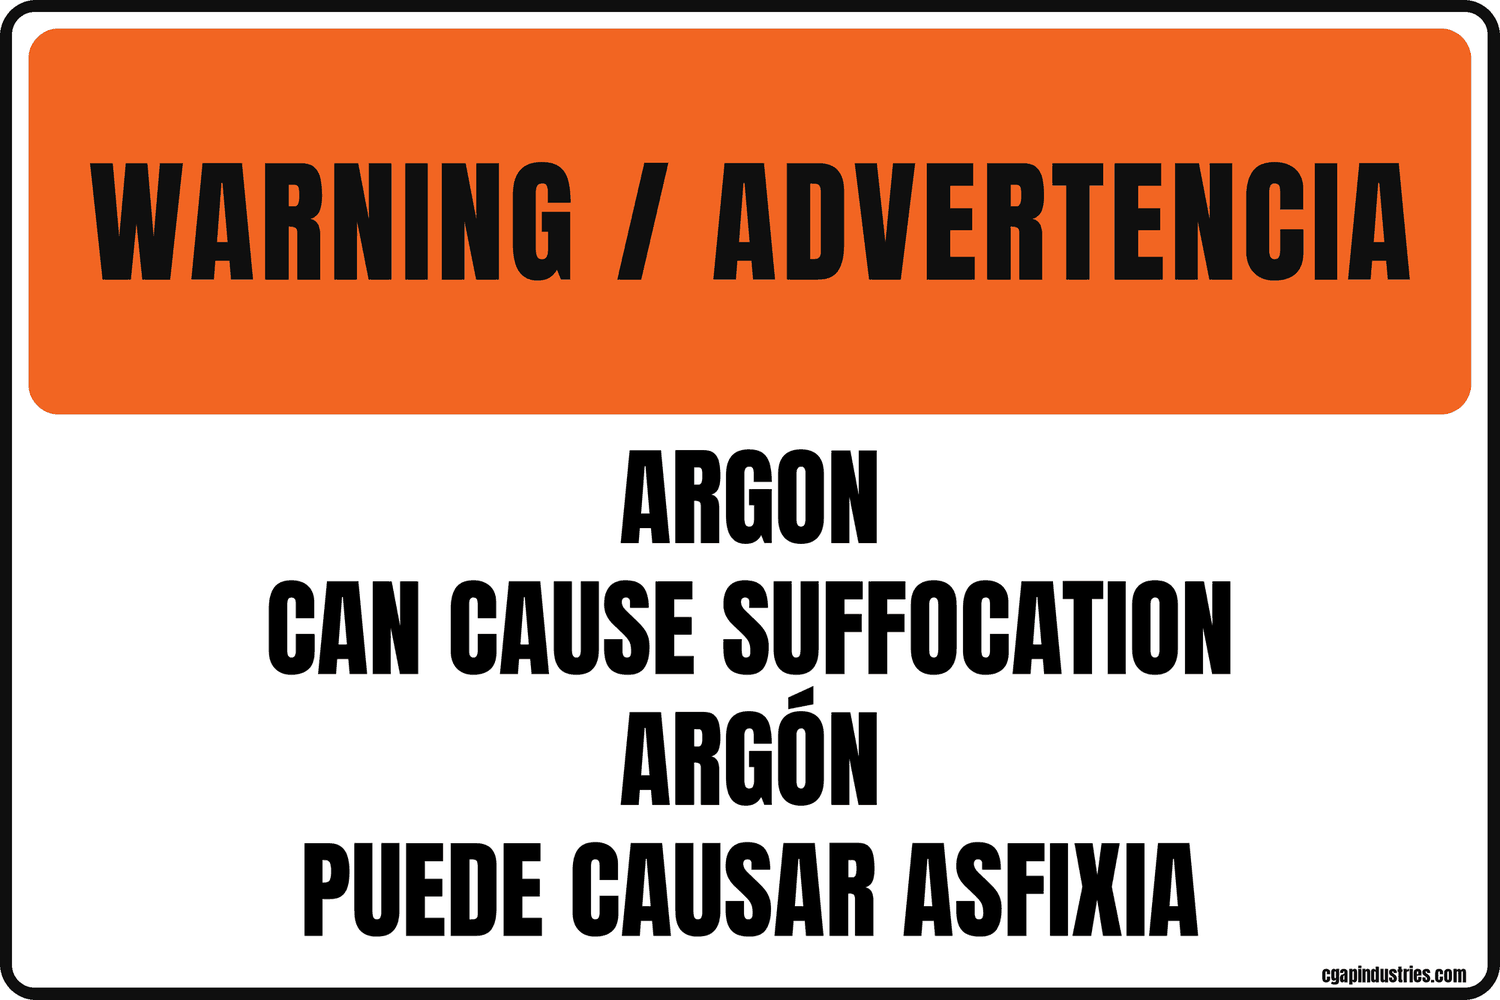 WARNING / ADVERTENCIA
ARGON
CAN CAUSE SUFFOCATION
ARGÓN
PUEDE CAUSAR ASFIXIA
cgapindustries.com